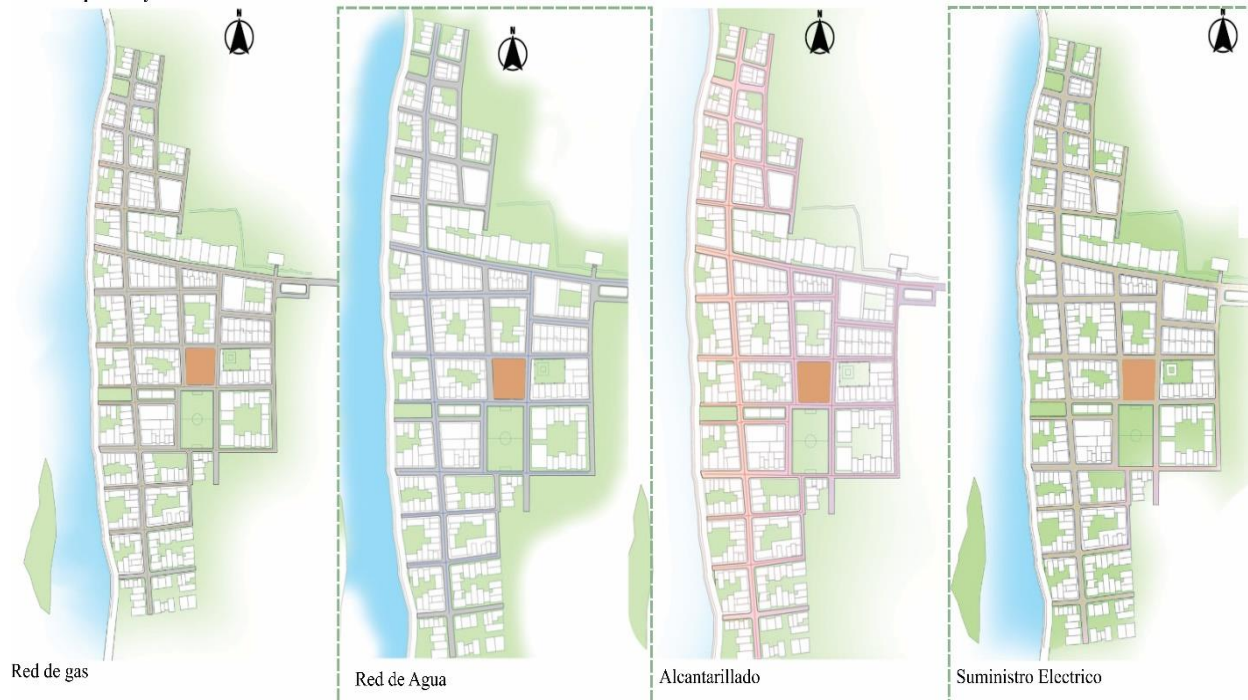 Red de gas
Red de Agua
Alcantarillado
Suministro Electrico